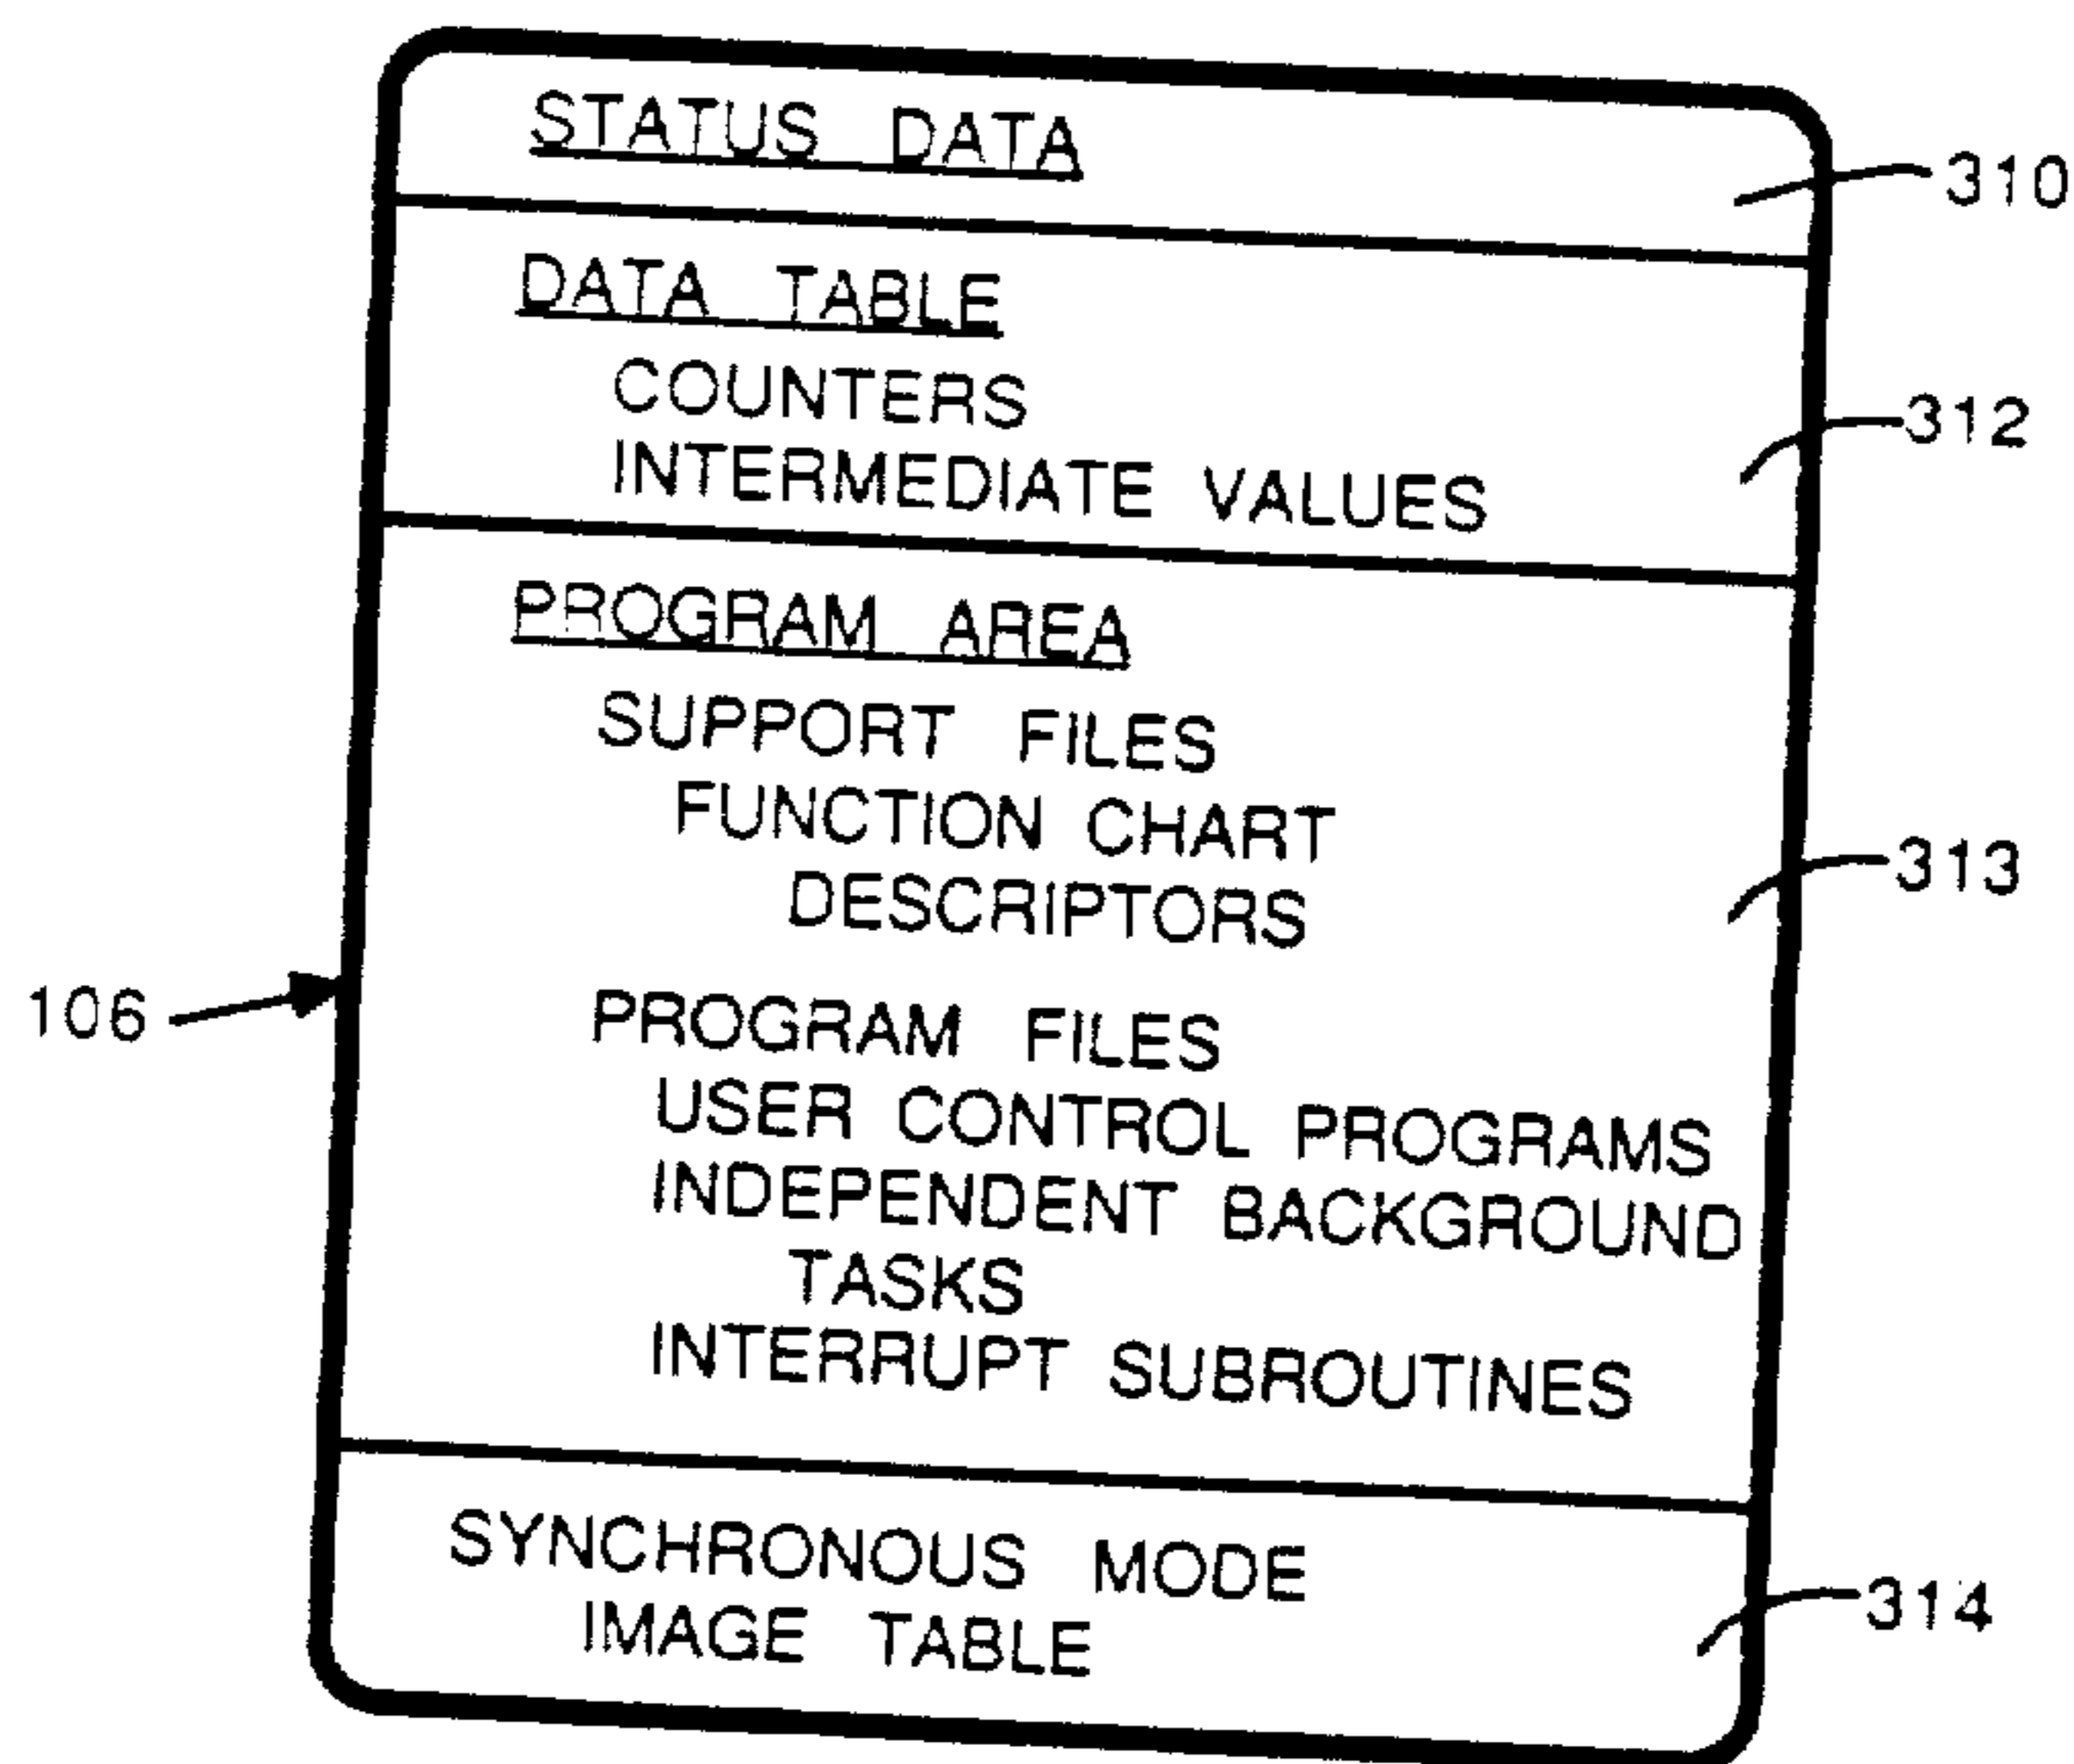 STATUS DATA
310
DATA TABLE
COUNTERS
312
INTERMEDIATE VALUES
PROGRAM AREA
SUPPORT FILES
FUNCTION CHART
DESCRIPTORS
313
106
PROGRAM FILES
USER CONTROL PROGRAMS
INDEPENDENT BACKGROUND
TASKS
INTERRUPT SUBROUTINES
SYNCHRONOUS MODE
IMAGE TABLE
314